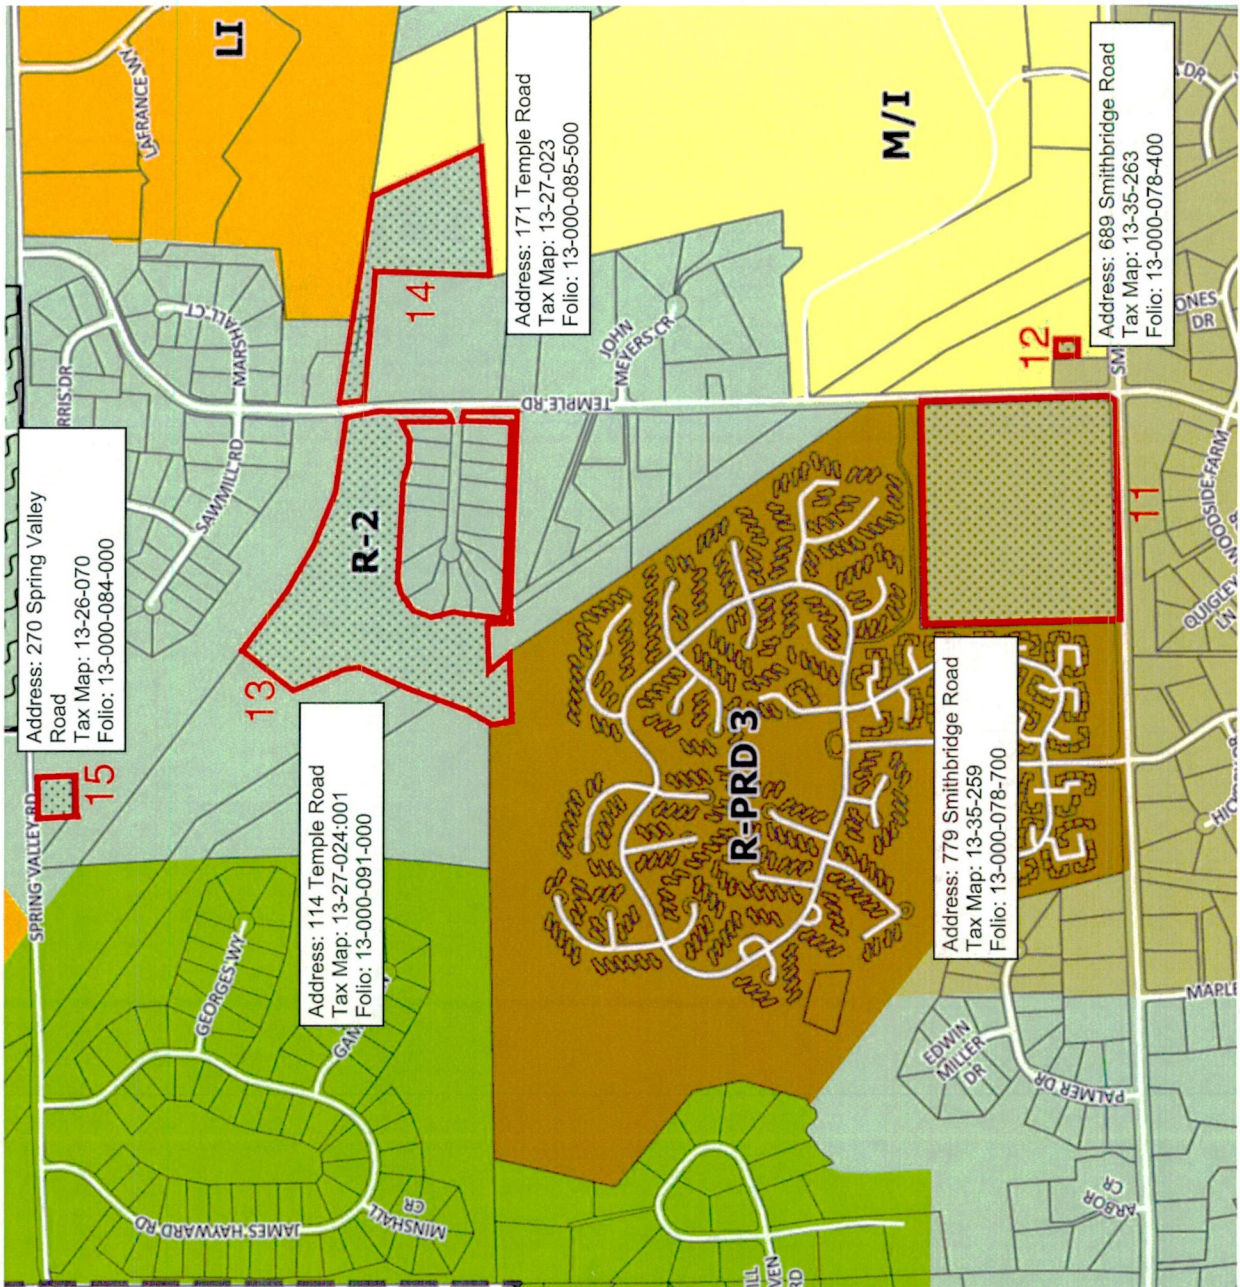 LI
LAFRANCE WY
Address: 171 Temple Road
Tax Map: 13-27-023
Folio: 13-000-085-500
14
M/I
Address: 689 Smithbridge Road
Tax Map: 13-35-263
Folio: 13-000-078-400
12
SM
ONES
DR
DR
MARSHALL CT
RRIS DR
SAWMILL RD
JOHN
MEYERS CR
TEMPLE RD
Address: 270 Spring Valley
Road
Tax Map: 13-26-070
Folio: 13-000-084-000
15
SPRING VALLEY RD
R-2
13
Address: 114 Temple Road
Tax Map: 13-27-024:001
Folio: 13-000-091-000
R-PRD 3
11
Address: 779 Smithbridge Road
Tax Map: 13-35-259
Folio: 13-000-078-700
WOODSIDE FARM
QUIGLEY
LN
GEORGES WY
GAM
JAMES HAYWARD RD
MINSHALL
CR
EDWIN
MILLER
DR
PALMER DR
MAPLE
ARBOR
CR
ILL
VEN
RD